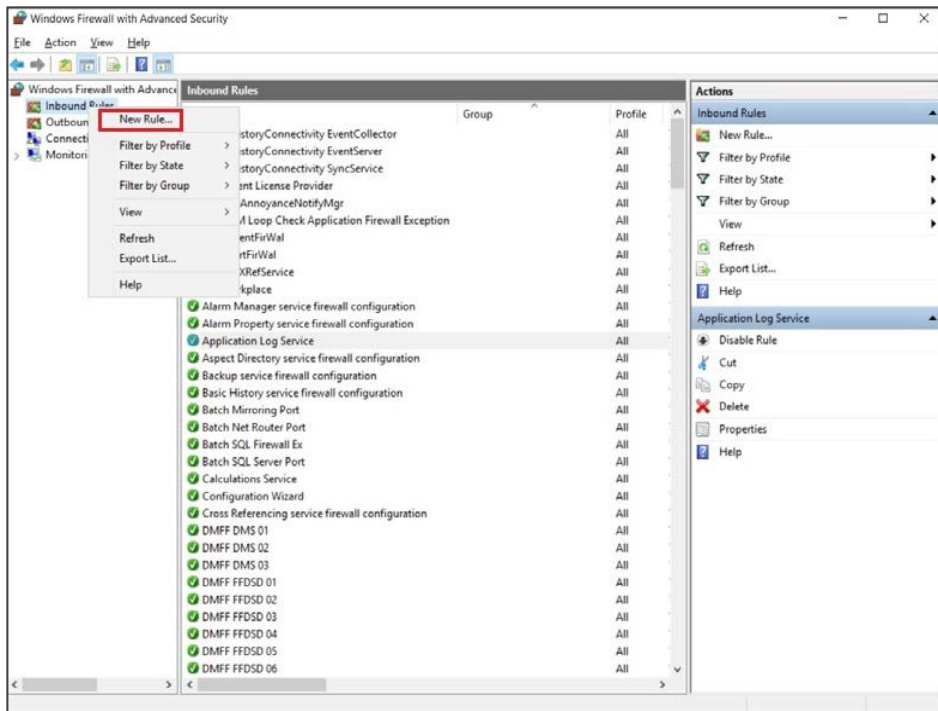 Windows Firewall with Advanced Security
File Action View Help
Windows Firewall with Advance
Inbound Rules
Outboun
Connecti
Monitori
New Rule...
Filter by Profile
Filter by State
Filter by Group
View
Refresh
Export List...
Help
Inbound Rules
Group Profile
istoryConnectivity EventCollector All
istoryConnectivity EventServer All
istoryConnectivity SyncService All
ent License Provider All
AnnoyanceNotifyMgr All
M Loop Check Application Firewall Exception All
entFirWal All
rtFirWal All
XRefService All
rkplace All
Alarm Manager service firewall configuration All
Alarm Property service firewall configuration All
Application Log Service All
Aspect Directory service firewall configuration All
Backup service firewall configuration All
Basic History service firewall configuration All
Batch Mirroring Port All
Batch Net Router Port All
Batch SQL Firewall Ex All
Batch SQL Server Port All
Calculations Service All
Configuration Wizard All
Cross Referencing service firewall configuration All
DMFF DMS 01 All
DMFF DMS 02 All
DMFF DMS 03 All
DMFF FFDSD 01 All
DMFF FFDSD 02 All
DMFF FFDSD 03 All
DMFF FFDSD 04 All
DMFF FFDSD 05 All
DMFF FFDSD 06 All
Actions
Inbound Rules
New Rule...
Filter by Profile
Filter by State
Filter by Group
View
Refresh
Export List...
Help
Application Log Service
Disable Rule
Cut
Copy
Delete
Properties
Help